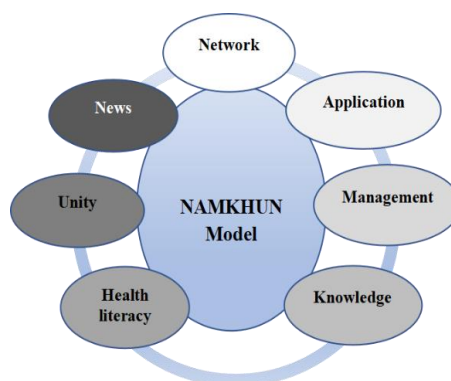 Network
Application
Management
Knowledge
Health
literacy
Unity
News
NAMKHUN
Model